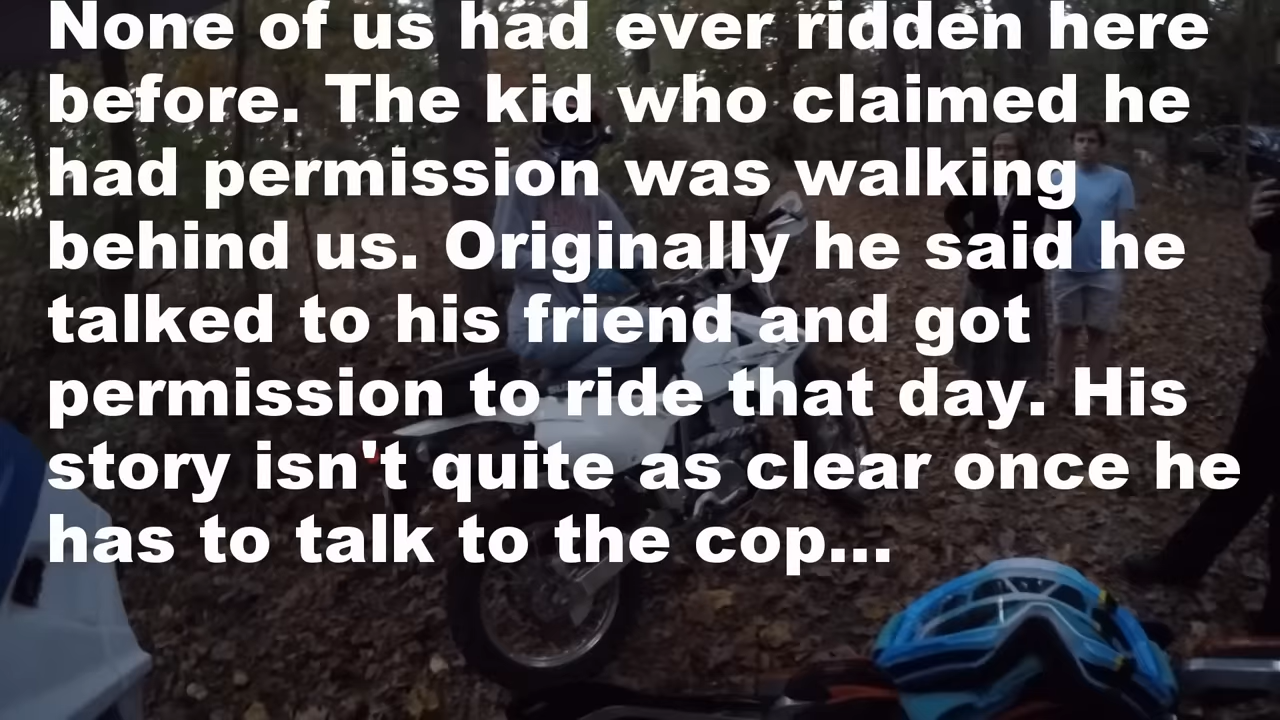 None of us had ever ridden here
before. The kid who claimed he
had permission was walking
behind us. Originally he said he
talked to his friend and got
permission to ride that day. His
story isn't quite as clear once he
has to talk to the cop...